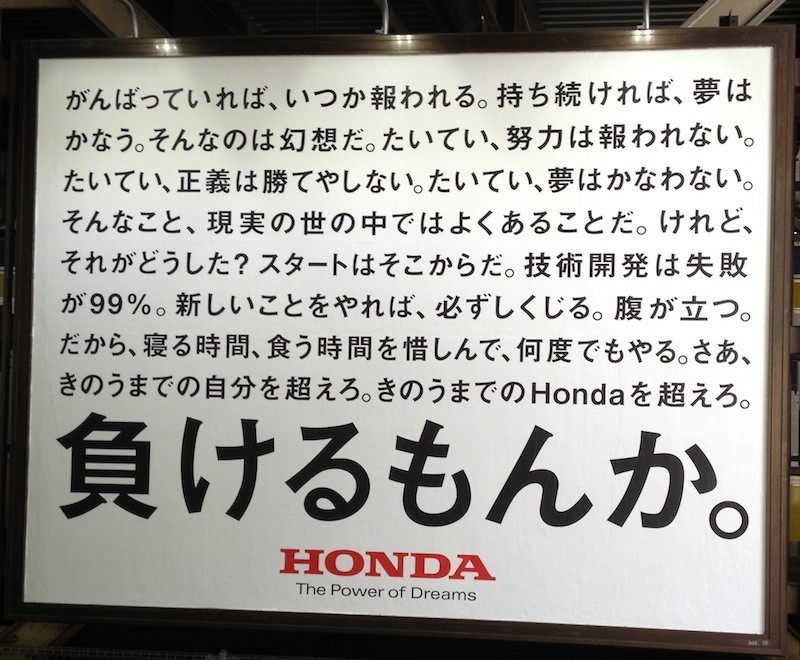 がんばっていれば、いつか報われる。持ち続ければ、夢は
かなう。そんなのは幻想だ。たいてい、努力は報われない。
たいてい、正義は勝てやしない。たいてい、夢はかなわない。
そんなこと、現実の世の中ではよくあることだ。けれど、
それがどうした？スタートはそこからだ。技術開発は失敗
が99%。新しいことをやれば、必ずしくじる。腹が立つ。
だから、寝る時間、食う時間を惜しんで、何度でもやる。さあ、
きのうまでの自分を超えろ。きのうまでのHondaを超えろ。
負けるもんか。
HONDA
The Power of Dreams